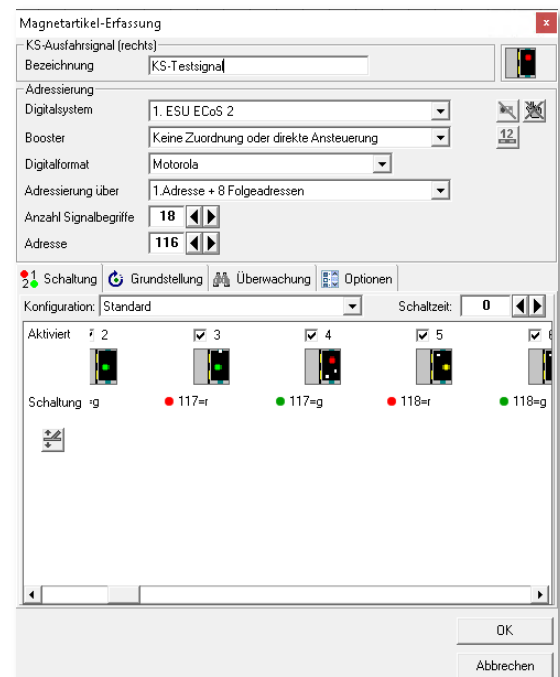 Magnetartikel-Erfassung
KS-Ausfahrsignal (rechts)
Bezeichnung KS-Testsignal
Adressierung
Digitalsystem 1. ESU ECoS 2
Booster Keine Zuordnung oder direkte Ansteuerung
12
Digitalformat Motorola
Adressierung über 1.Adresse + 8 Folgeadressen
Anzahl Signalbegriffe 18
Adresse 116
Schaltung Grundstellung Überwachung Optionen
Konfiguration: Standard Schaltzeit: 0
Aktiviert 2 3 4 5
Schaltung =g 117=r 117=g 118=r 118=g
OK
Abbrechen